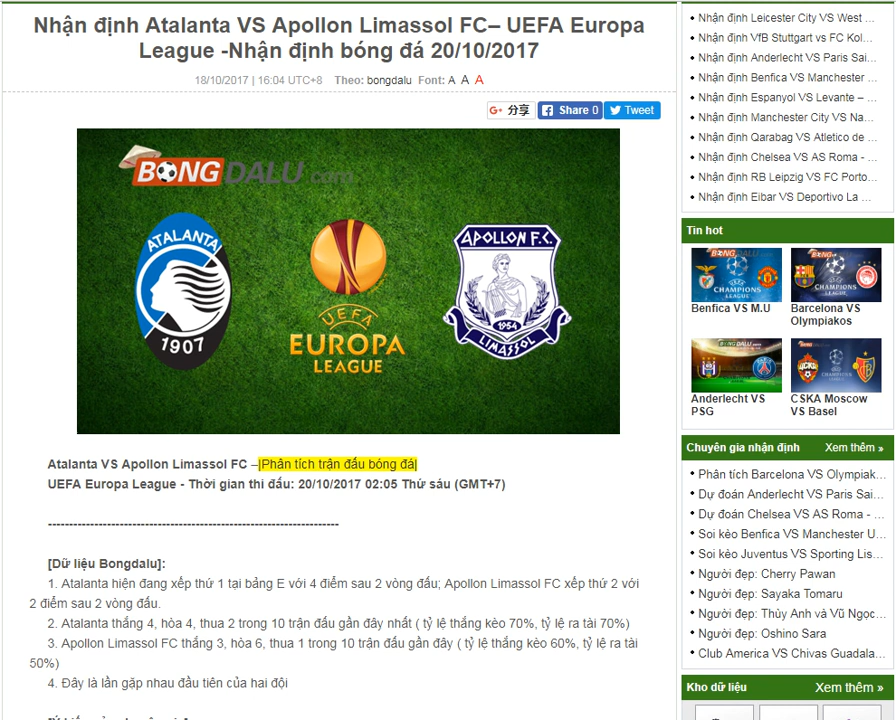 Nhận định Atalanta VS Apollon Limassol FC– UEFA Europa
League -Nhận định bóng đá 20/10/2017
18/10/2017 | 16:04 UTC+8 Theo: bongdalu Font: A A A
G+ 分享 Share 0 Tweet
BONGDALU.com
ATALANTA
1907
UEFA
EUROPA
LEAGUE
APOLLON F.C.
1954
LIMASSOL
Atalanta VS Apollon Limassol FC –|Phân tích trận đấu bóng đá|
UEFA Europa League - Thời gian thi đấu: 20/10/2017 02:05 Thứ sáu (GMT+7)
----------------------------------------------------------------------
[Dữ liệu Bongdalu]:
1. Atalanta hiện đang xếp thứ 1 tại bảng E với 4 điểm sau 2 vòng đấu; Apollon Limassol FC xếp thứ 2 với
2 điểm sau 2 vòng đấu.
2. Atalanta thắng 4, hòa 4, thua 2 trong 10 trận đấu gần đây nhất ( tỷ lệ thắng kèo 70%, tỷ lệ ra tài 70%)
3. Apollon Limassol FC thắng 3, hòa 6, thua 1 trong 10 trận đấu gần đây ( tỷ lệ thắng kèo 60%, tỷ lệ ra tài
50%)
4. Đây là lần gặp nhau đầu tiên của hai đội
Nhận định Leicester City VS West ...
Nhận định VfB Stuttgart vs FC Kol...
Nhận định Anderlecht VS Paris Sai...
Nhận định Benfica VS Manchester ...
Nhận định Espanyol VS Levante – ...
Nhận định Manchester City VS Na...
Nhận định Qarabag VS Atletico de ...
Nhận định Chelsea VS AS Roma - ...
Nhận định RB Leipzig VS FC Porto...
Nhận định Eibar VS Deportivo La ...
Tin hot
CHAMPIONS
LEAGUE
CHAMPIONS
LEAGUE
Benfica VS M.U
Barcelona VS
Olympiakos
Anderlecht VS
PSG
CSKA Moscow
VS Basel
Chuyên gia nhận định Xem thêm »
Phân tích Barcelona VS Olympiak...
Dự đoán Anderlecht VS Paris Sai...
Dự đoán Chelsea VS AS Roma - ...
Soi kèo Benfica VS Manchester U...
Soi kèo Juventus VS Sporting Lis...
Người đẹp: Cherry Pawan
Người đẹp: Sayaka Tomaru
Người đẹp: Thùy Anh và Vũ Ngọc...
Người đẹp: Oshino Sara
Club America VS Chivas Guadala...
Kho dữ liệu Xem thêm »